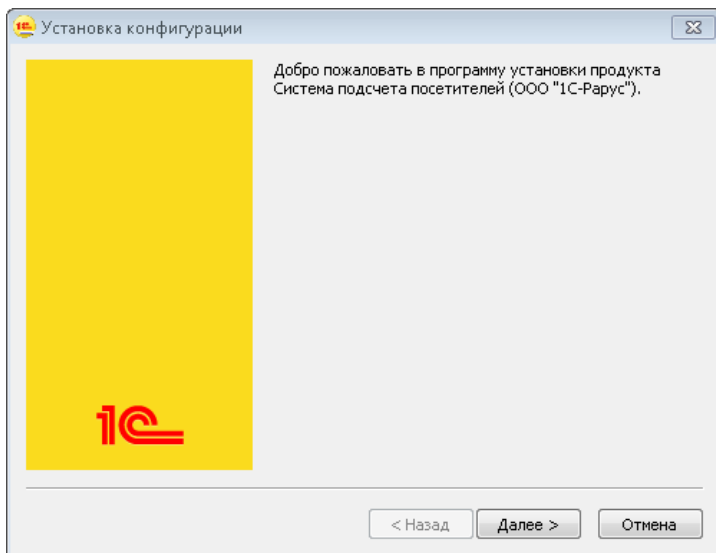 Установка конфигурации
Добро пожаловать в программу установки продукта
Система подсчета посетителей (ООО "1С-Рарус").
1С
< Назад
Далее >
Отмена